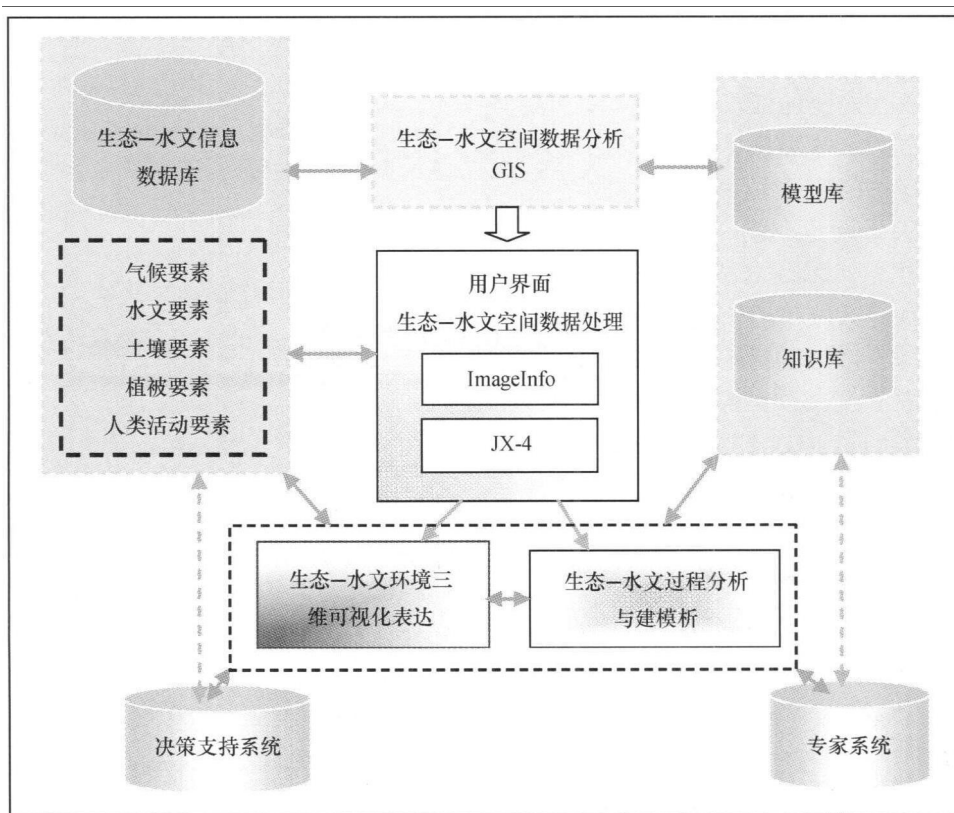 生态—水文信息
数据库
气候要素
水文要素
土壤要素
植被要素
人类活动要素
生态—水文空间数据分析
GIS
用户界面
生态—水文空间数据处理
ImageInfo
JX-4
模型库
知识库
生态—水文环境三
维可视化表达
生态—水文过程分析
与建模析
决策支持系统
专家系统